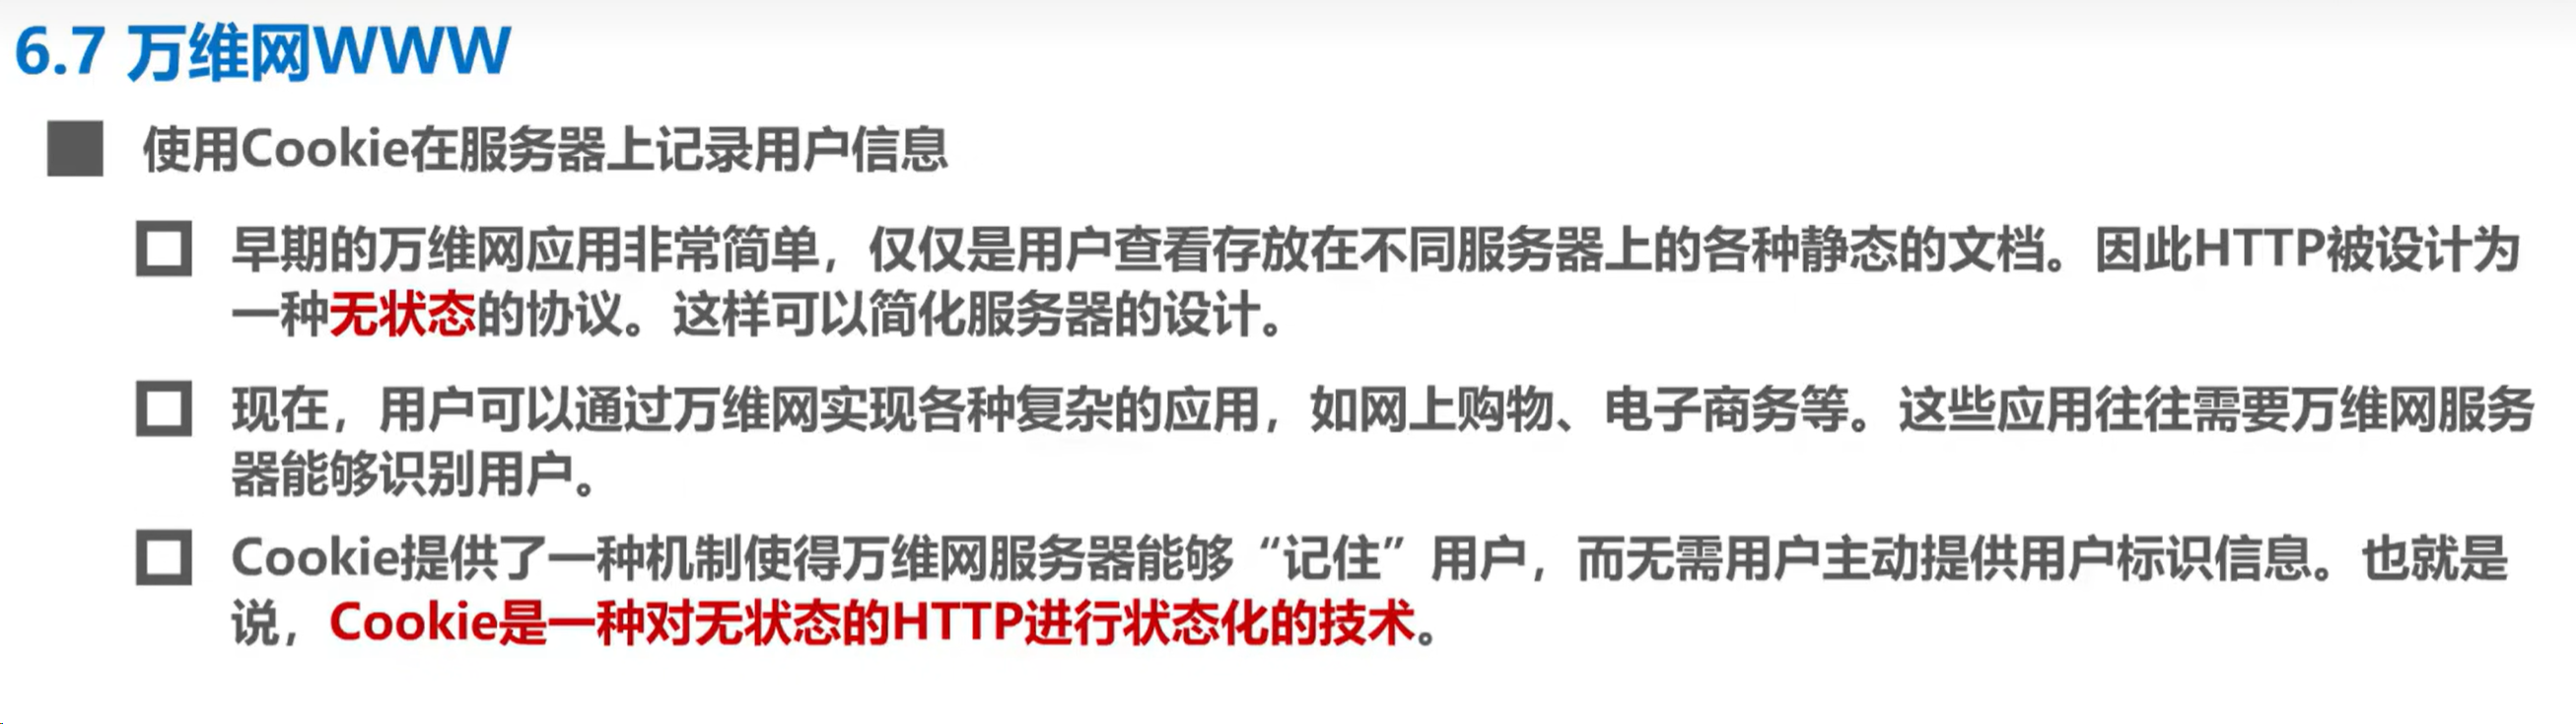 6.7 万维网WWW
使用Cookie在服务器上记录用户信息
早期的万维网应用非常简单，仅仅是用户查看存放在不同服务器上的各种静态的文档。因此HTTP被设计为
一种无状态的协议。这样可以简化服务器的设计。
现在，用户可以通过万维网实现各种复杂的应用，如网上购物、电子商务等。这些应用往往需要万维网服务
器能够识别用户。
Cookie提供了一种机制使得万维网服务器能够“记住”用户，而无需用户主动提供用户标识信息。也就是
说，Cookie是一种对无状态的HTTP进行状态化的技术。